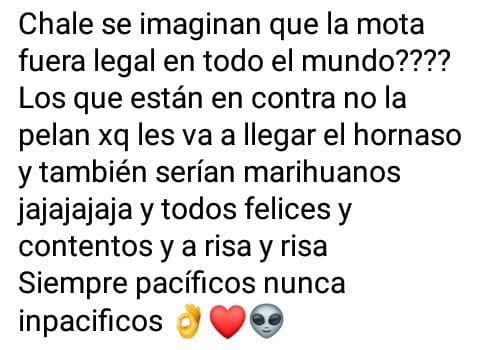 Chale se imaginan que la mota
fuera legal en todo el mundo????
Los que están en contra no la
pelan xq les va a llegar el hornaso
y también serían marihuanos
jajajajaja y todos felices y
contentos y a risa y risa
Siempre pacíficos nunca
inpacificos 👌❤️👽